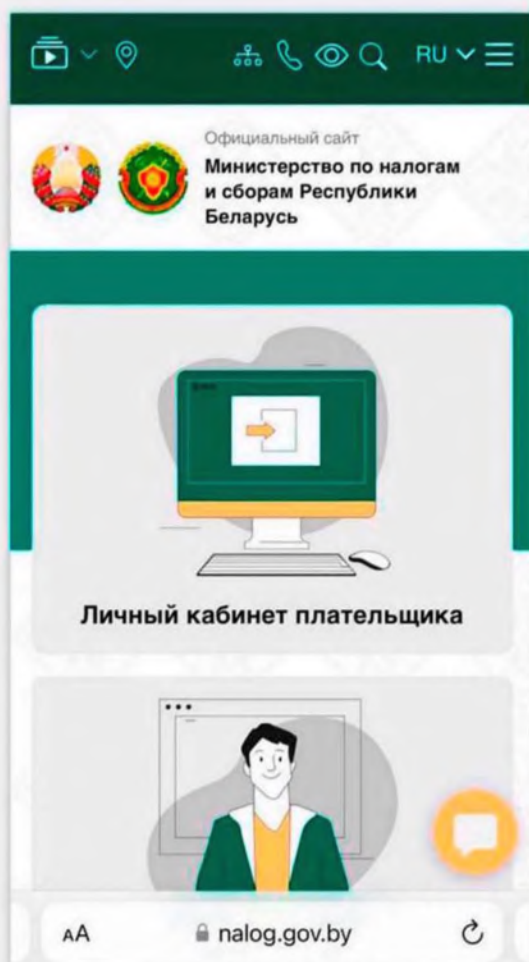 RU
Официальный сайт
Министерство по налогам
и сборам Республики
Беларусь
Личный кабинет плательщика
AA
nalog.gov.by